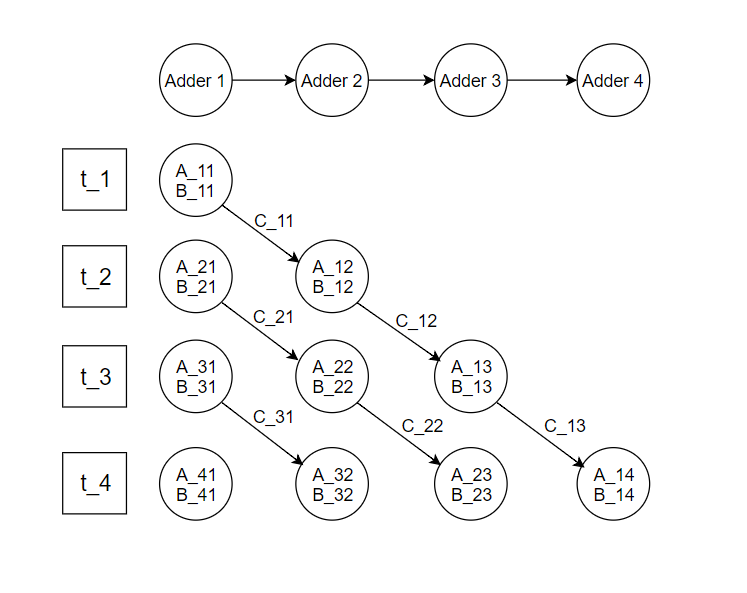 Adder 1
Adder 2
Adder 3
Adder 4
t_1
A_11
B_11
C_11
t_2
A_21
B_21
A_12
B_12
C_21
C_12
t_3
A_31
B_31
A_22
B_22
A_13
B_13
C_31
C_22
C_13
t_4
A_41
B_41
A_32
B_32
A_23
B_23
A_14
B_14